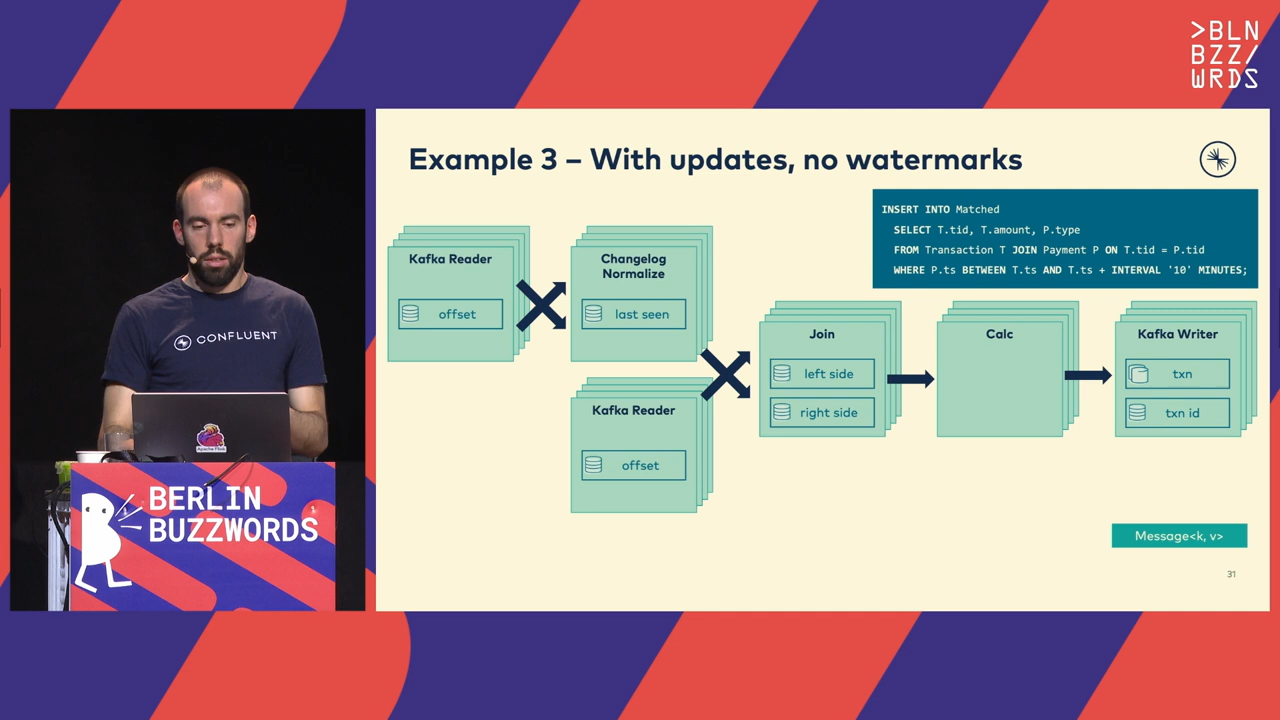 >BLN
BZZ/
WRDS
Example 3 – With updates, no watermarks
INSERT INTO Matched
SELECT T.tid, T.amount, P.type
FROM Transaction T JOIN Payment P ON T.tid = P.tid
WHERE P.ts BETWEEN T.ts AND T.ts + INTERVAL '10' MINUTES;
Kafka Reader
offset
Changelog
Normalize
last seen
Kafka Reader
offset
Join
left side
right side
Calc
Kafka Writer
txn
txn id
Message<k, v>
31
CONFLUENT
Apache Flink
BERLIN
BUZZWORDS